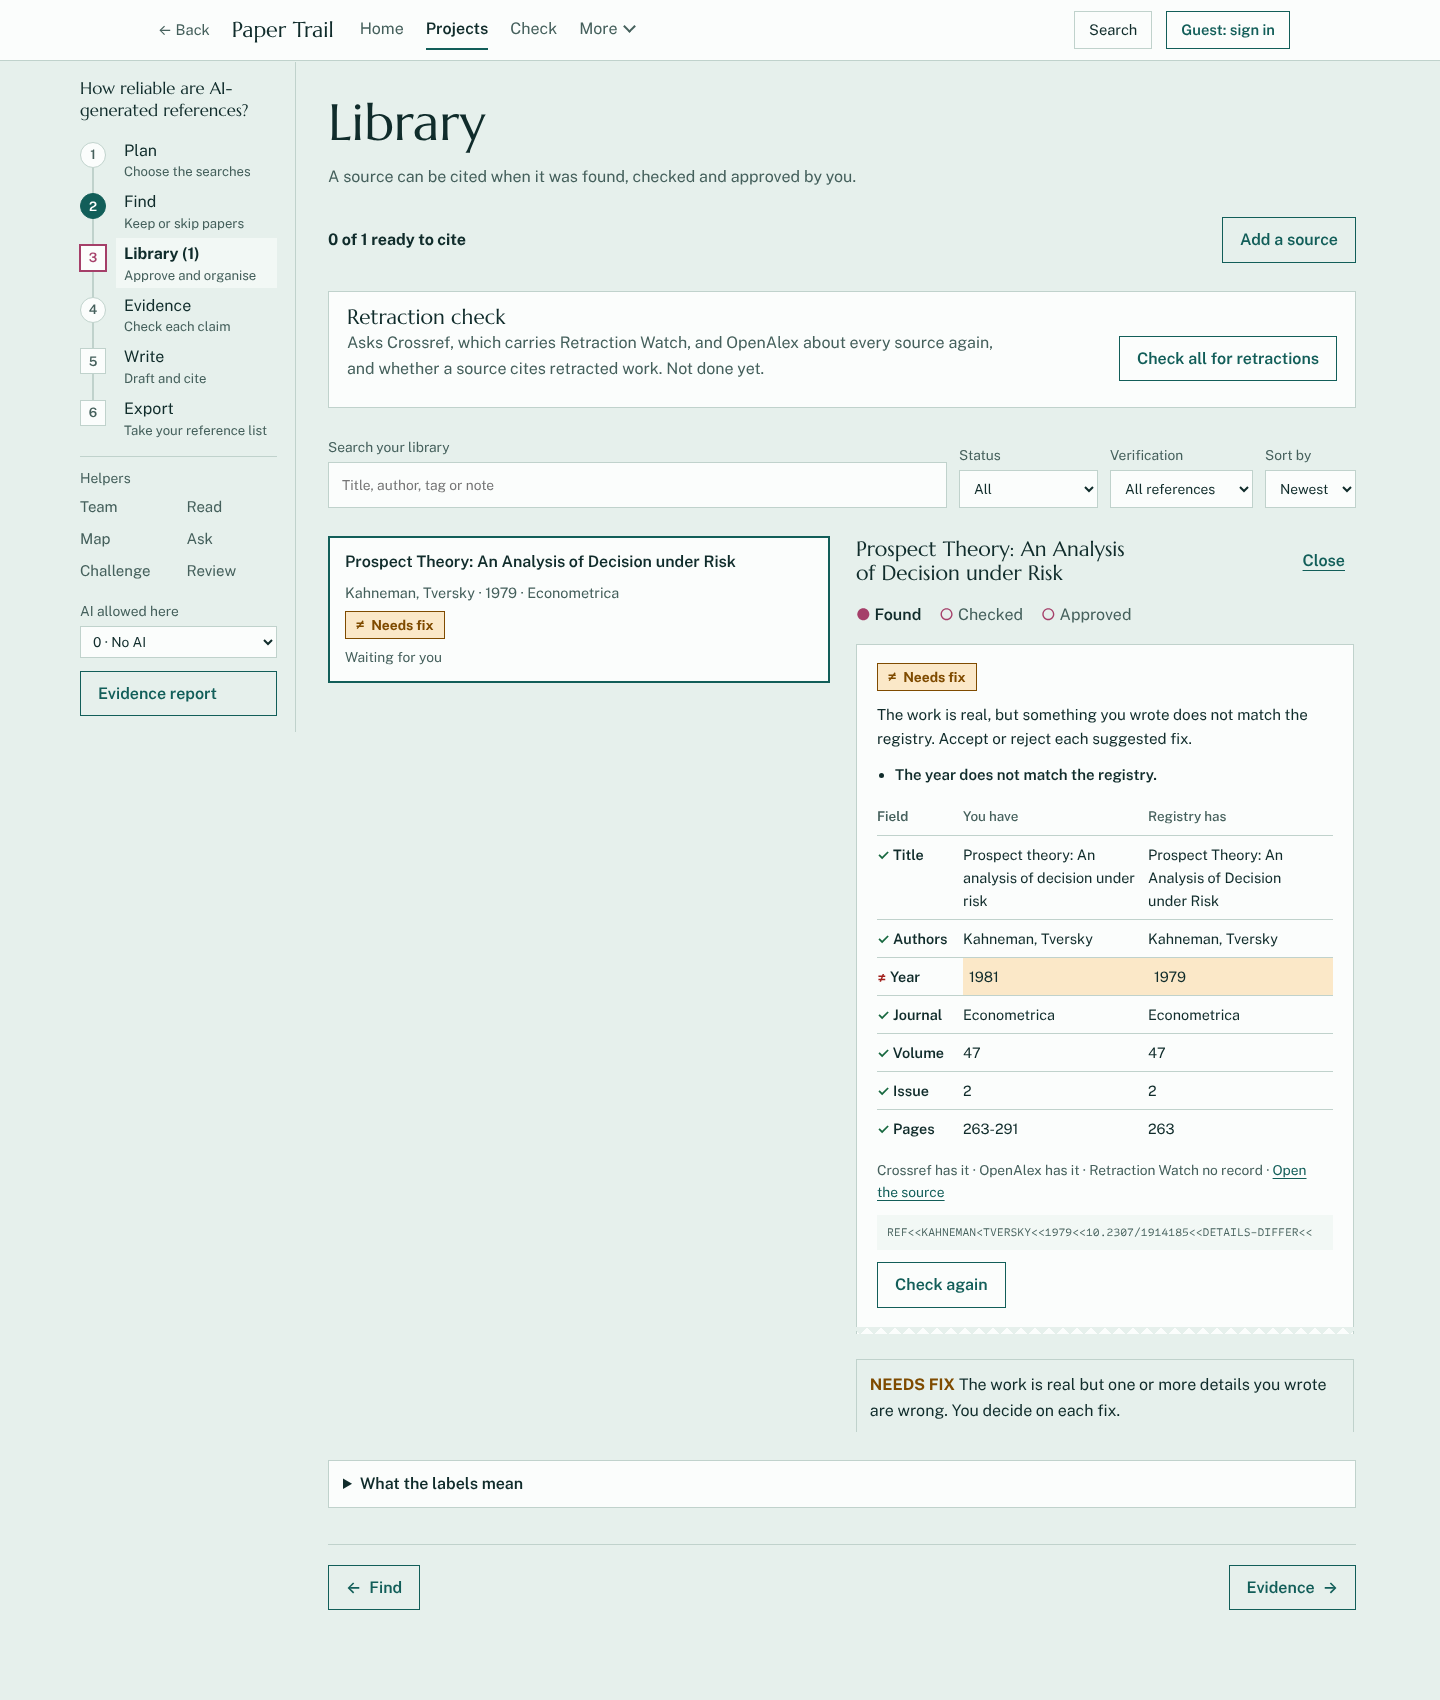 ← Back
Paper Trail
Home
Projects
Check
More
Search
Guest: sign in
How reliable are AI-
generated references?
1
Plan
Choose the searches
2
Find
Keep or skip papers
3
Library (1)
Approve and organise
4
Evidence
Check each claim
5
Write
Draft and cite
6
Export
Take your reference list
Helpers
Team
Read
Map
Ask
Challenge
Review
AI allowed here
0 · No AI
Evidence report
Library
A source can be cited when it was found, checked and approved by you.
0 of 1 ready to cite
Add a source
Retraction check
Asks Crossref, which carries Retraction Watch, and OpenAlex about every source again,
and whether a source cites retracted work. Not done yet.
Check all for retractions
Search your library
Title, author, tag or note
Status
All
Verification
All references
Sort by
Newest
Prospect Theory: An Analysis of Decision under Risk
Kahneman, Tversky · 1979 · Econometrica
≠ Needs fix
Waiting for you
Prospect Theory: An Analysis
of Decision under Risk
Close
Found
Checked
Approved
≠ Needs fix
The work is real, but something you wrote does not match the
registry. Accept or reject each suggested fix.
• The year does not match the registry.
Field You have Registry has
✓ Title
Prospect theory: An
analysis of decision under
risk
Prospect Theory: An
Analysis of Decision
under Risk
✓ Authors Kahneman, Tversky Kahneman, Tversky
≠ Year 1981 1979
✓ Journal Econometrica Econometrica
✓ Volume 47 47
✓ Issue 2 2
✓ Pages 263-291 263
Crossref has it · OpenAlex has it · Retraction Watch no record · Open
the source
REF<<KAHNEMAN<TVERSKY<<1979<<10.2307/1914185<<DETAILS-DIFFER<<
Check again
NEEDS FIX The work is real but one or more details you wrote
are wrong. You decide on each fix.
What the labels mean
← Find
Evidence →